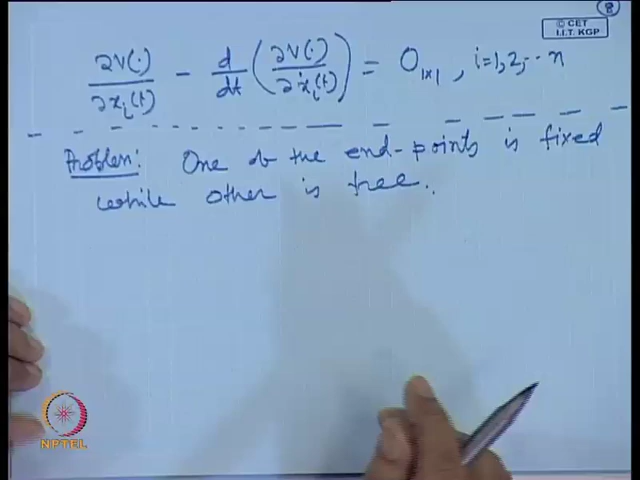 8
© CET
I.I.T. KGP
∂V(·)/∂x_i(t) − d/dt (∂V(·)/∂ẋ_i(t)) = 0_{1×1}, i=1,2,··n
Problem: One of the end-points is fixed
while other is free.
NPTEL